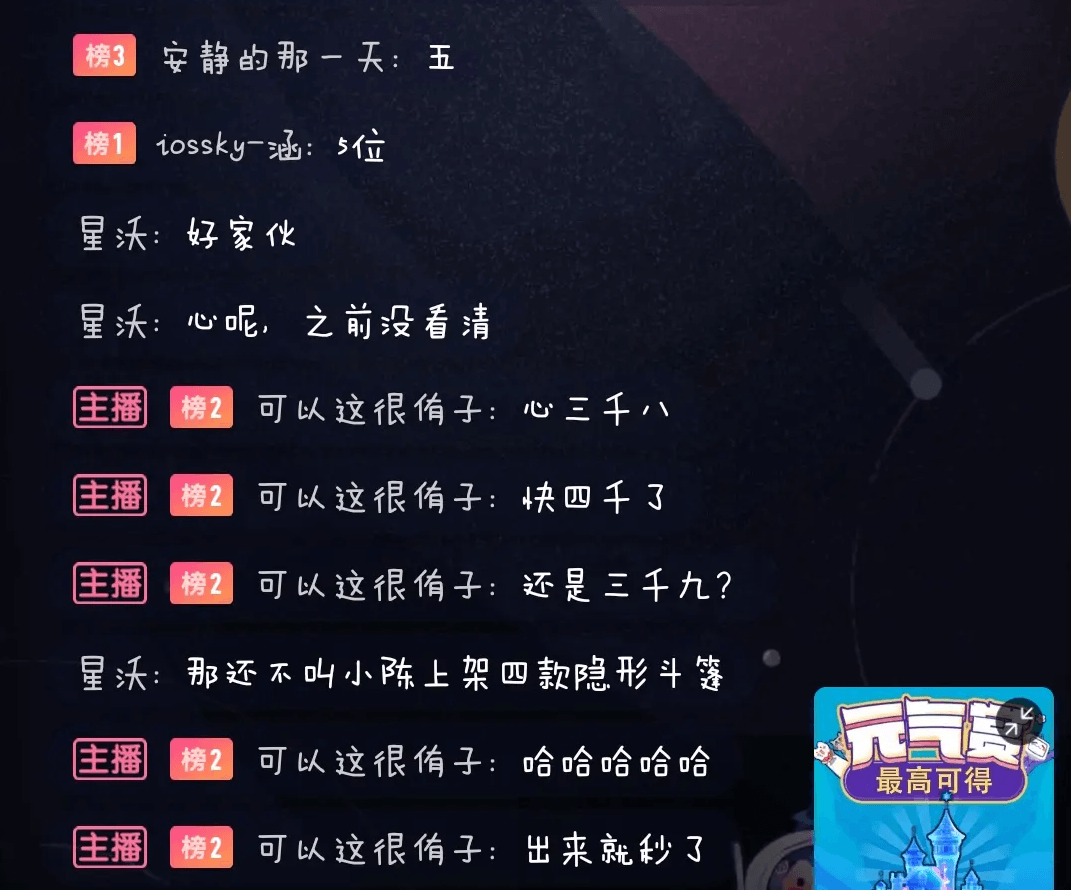 榜3 安静的那一天：五
榜1 iossky-涵：5位
星沃：好家伙
星沃：心呢，之前没看清
主播 榜2 可以这很侑子：心三千八
主播 榜2 可以这很侑子：快四千了
主播 榜2 可以这很侑子：还是三千九？
星沃：那还不叫小陈上架四款隐形斗篷
主播 榜2 可以这很侑子：哈哈哈哈哈
元气赏
最高可得
主播 榜2 可以这很侑子：出来就秒了